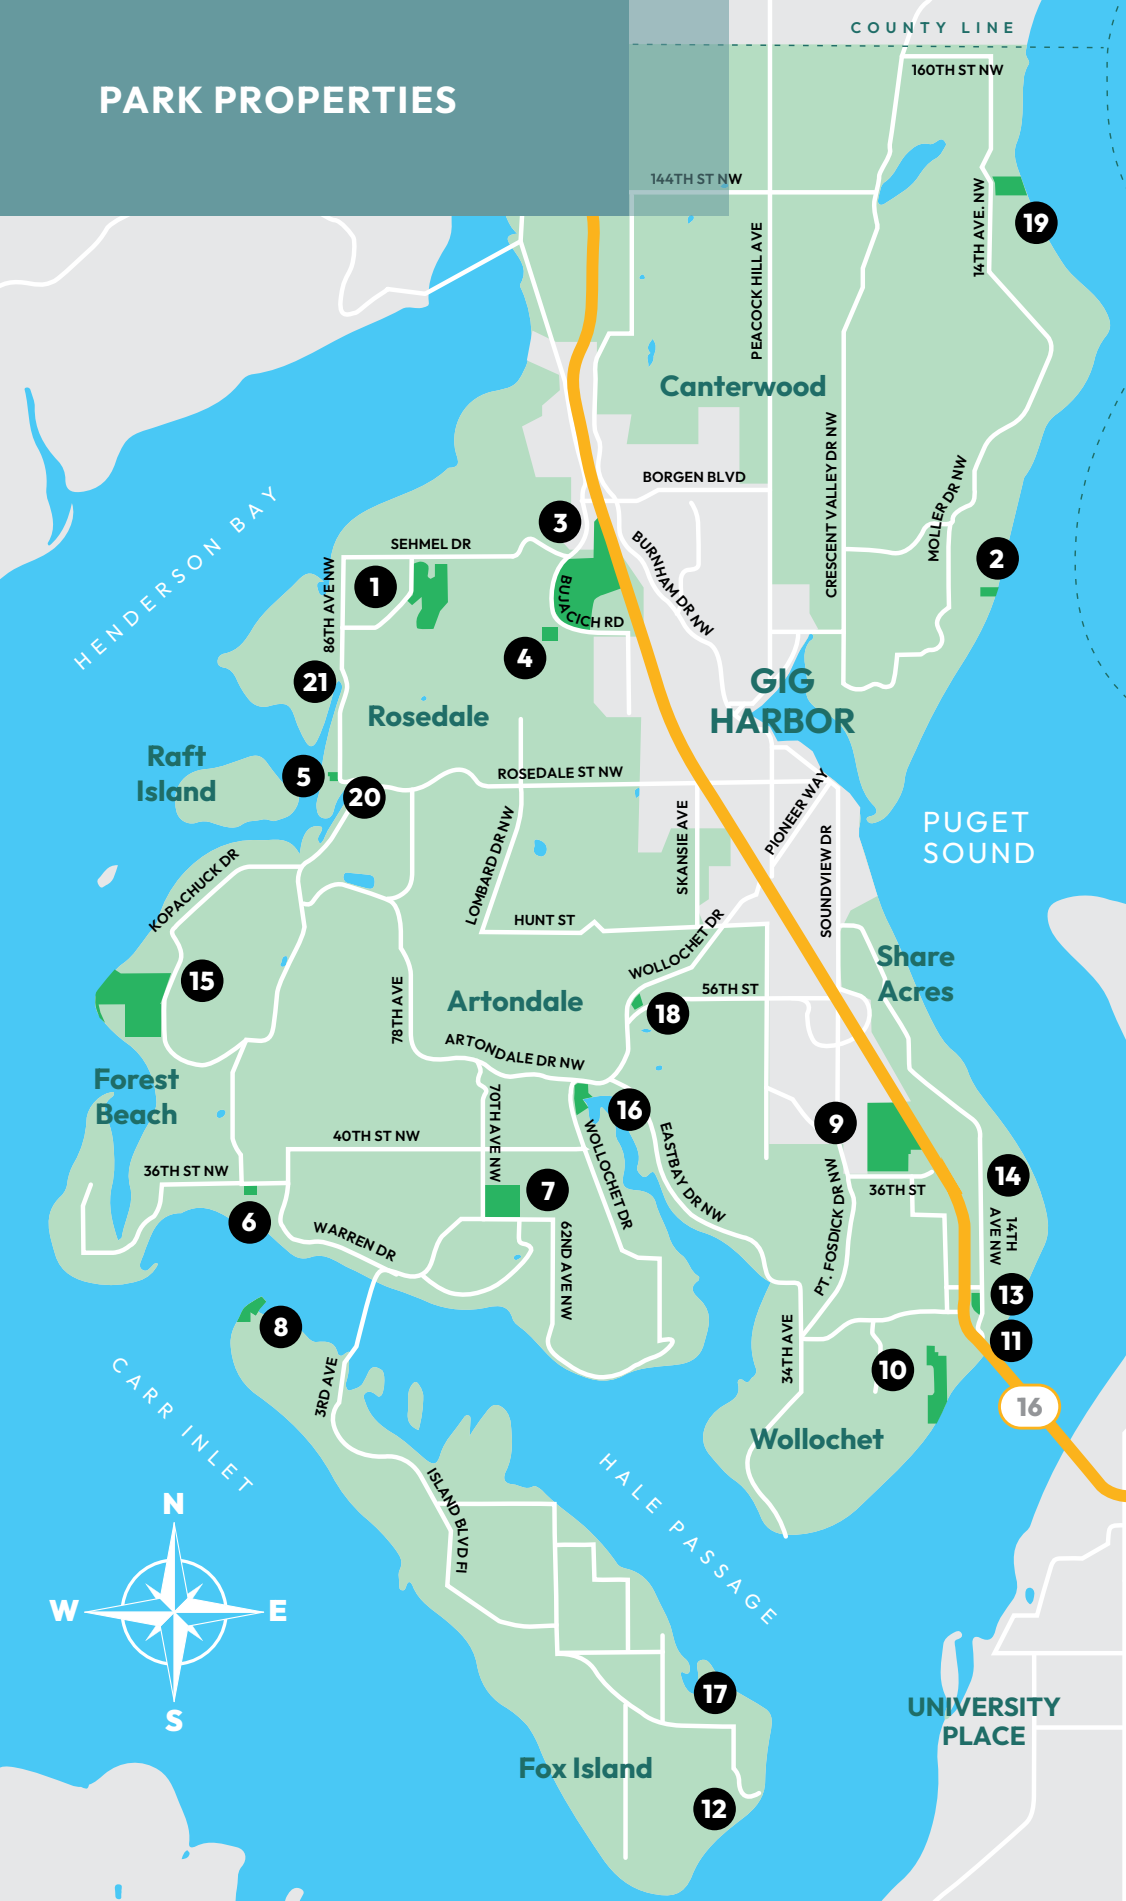 COUNTY LINE
160TH ST NW
PARK PROPERTIES
144TH ST NW
14TH AVE. NW
19
PEACOCK HILL AVE
Canterwood
CRESCENT VALLEY DR NW
MOLLER DR NW
BORGEN BLVD
HENDERSON BAY
3
SEHMEL DR
BURNHAM DR NW
2
86TH AVE NW
1
BUJACICH RD
4
21
GIG
HARBOR
Rosedale
Raft
Island
5
20
ROSEDALE ST NW
PIONEER WAY
PUGET
SOUND
SKANSIE AVE
LOMBARD DR NW
SOUNDVIEW DR
KOPACHUCK DR
HUNT ST
WOLLOCHET DR
Share
Acres
15
78TH AVE
Artondale
56TH ST
18
ARTONDALE DR NW
Forest
Beach
70TH AVE NW
16
WOLLOCHET DR
EASTBAY DR NW
9
40TH ST NW
36TH ST NW
7
36TH ST
14
PT. FOSDICK DR NW
14TH
AVE NW
6
WARREN DR
62ND AVE NW
13
8
11
34TH AVE
10
3RD AVE
CARR INLET
16
Wollochet
HALE PASSAGE
ISLAND BLVD FI
N
W
E
S
17
UNIVERSITY
PLACE
Fox Island
12